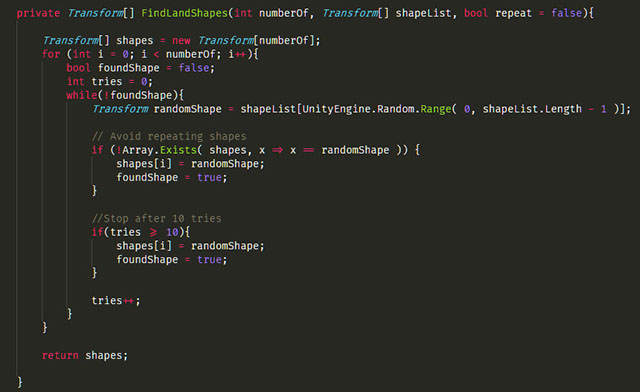 private Transform[] FindLandShapes(int numberOf, Transform[] shapeList, bool repeat = false){
Transform[] shapes = new Transform[numberOf];
for (int i = 0; i < numberOf; i++){
bool foundShape = false;
int tries = 0;
while(!foundShape){
Transform randomShape = shapeList[UnityEngine.Random.Range( 0, shapeList.Length - 1 )];
// Avoid repeating shapes
if (!Array.Exists( shapes, x => x == randomShape )) {
shapes[i] = randomShape;
foundShape = true;
}
//Stop after 10 tries
if(tries >= 10){
shapes[i] = randomShape;
foundShape = true;
}
tries++;
}
}
return shapes;
}